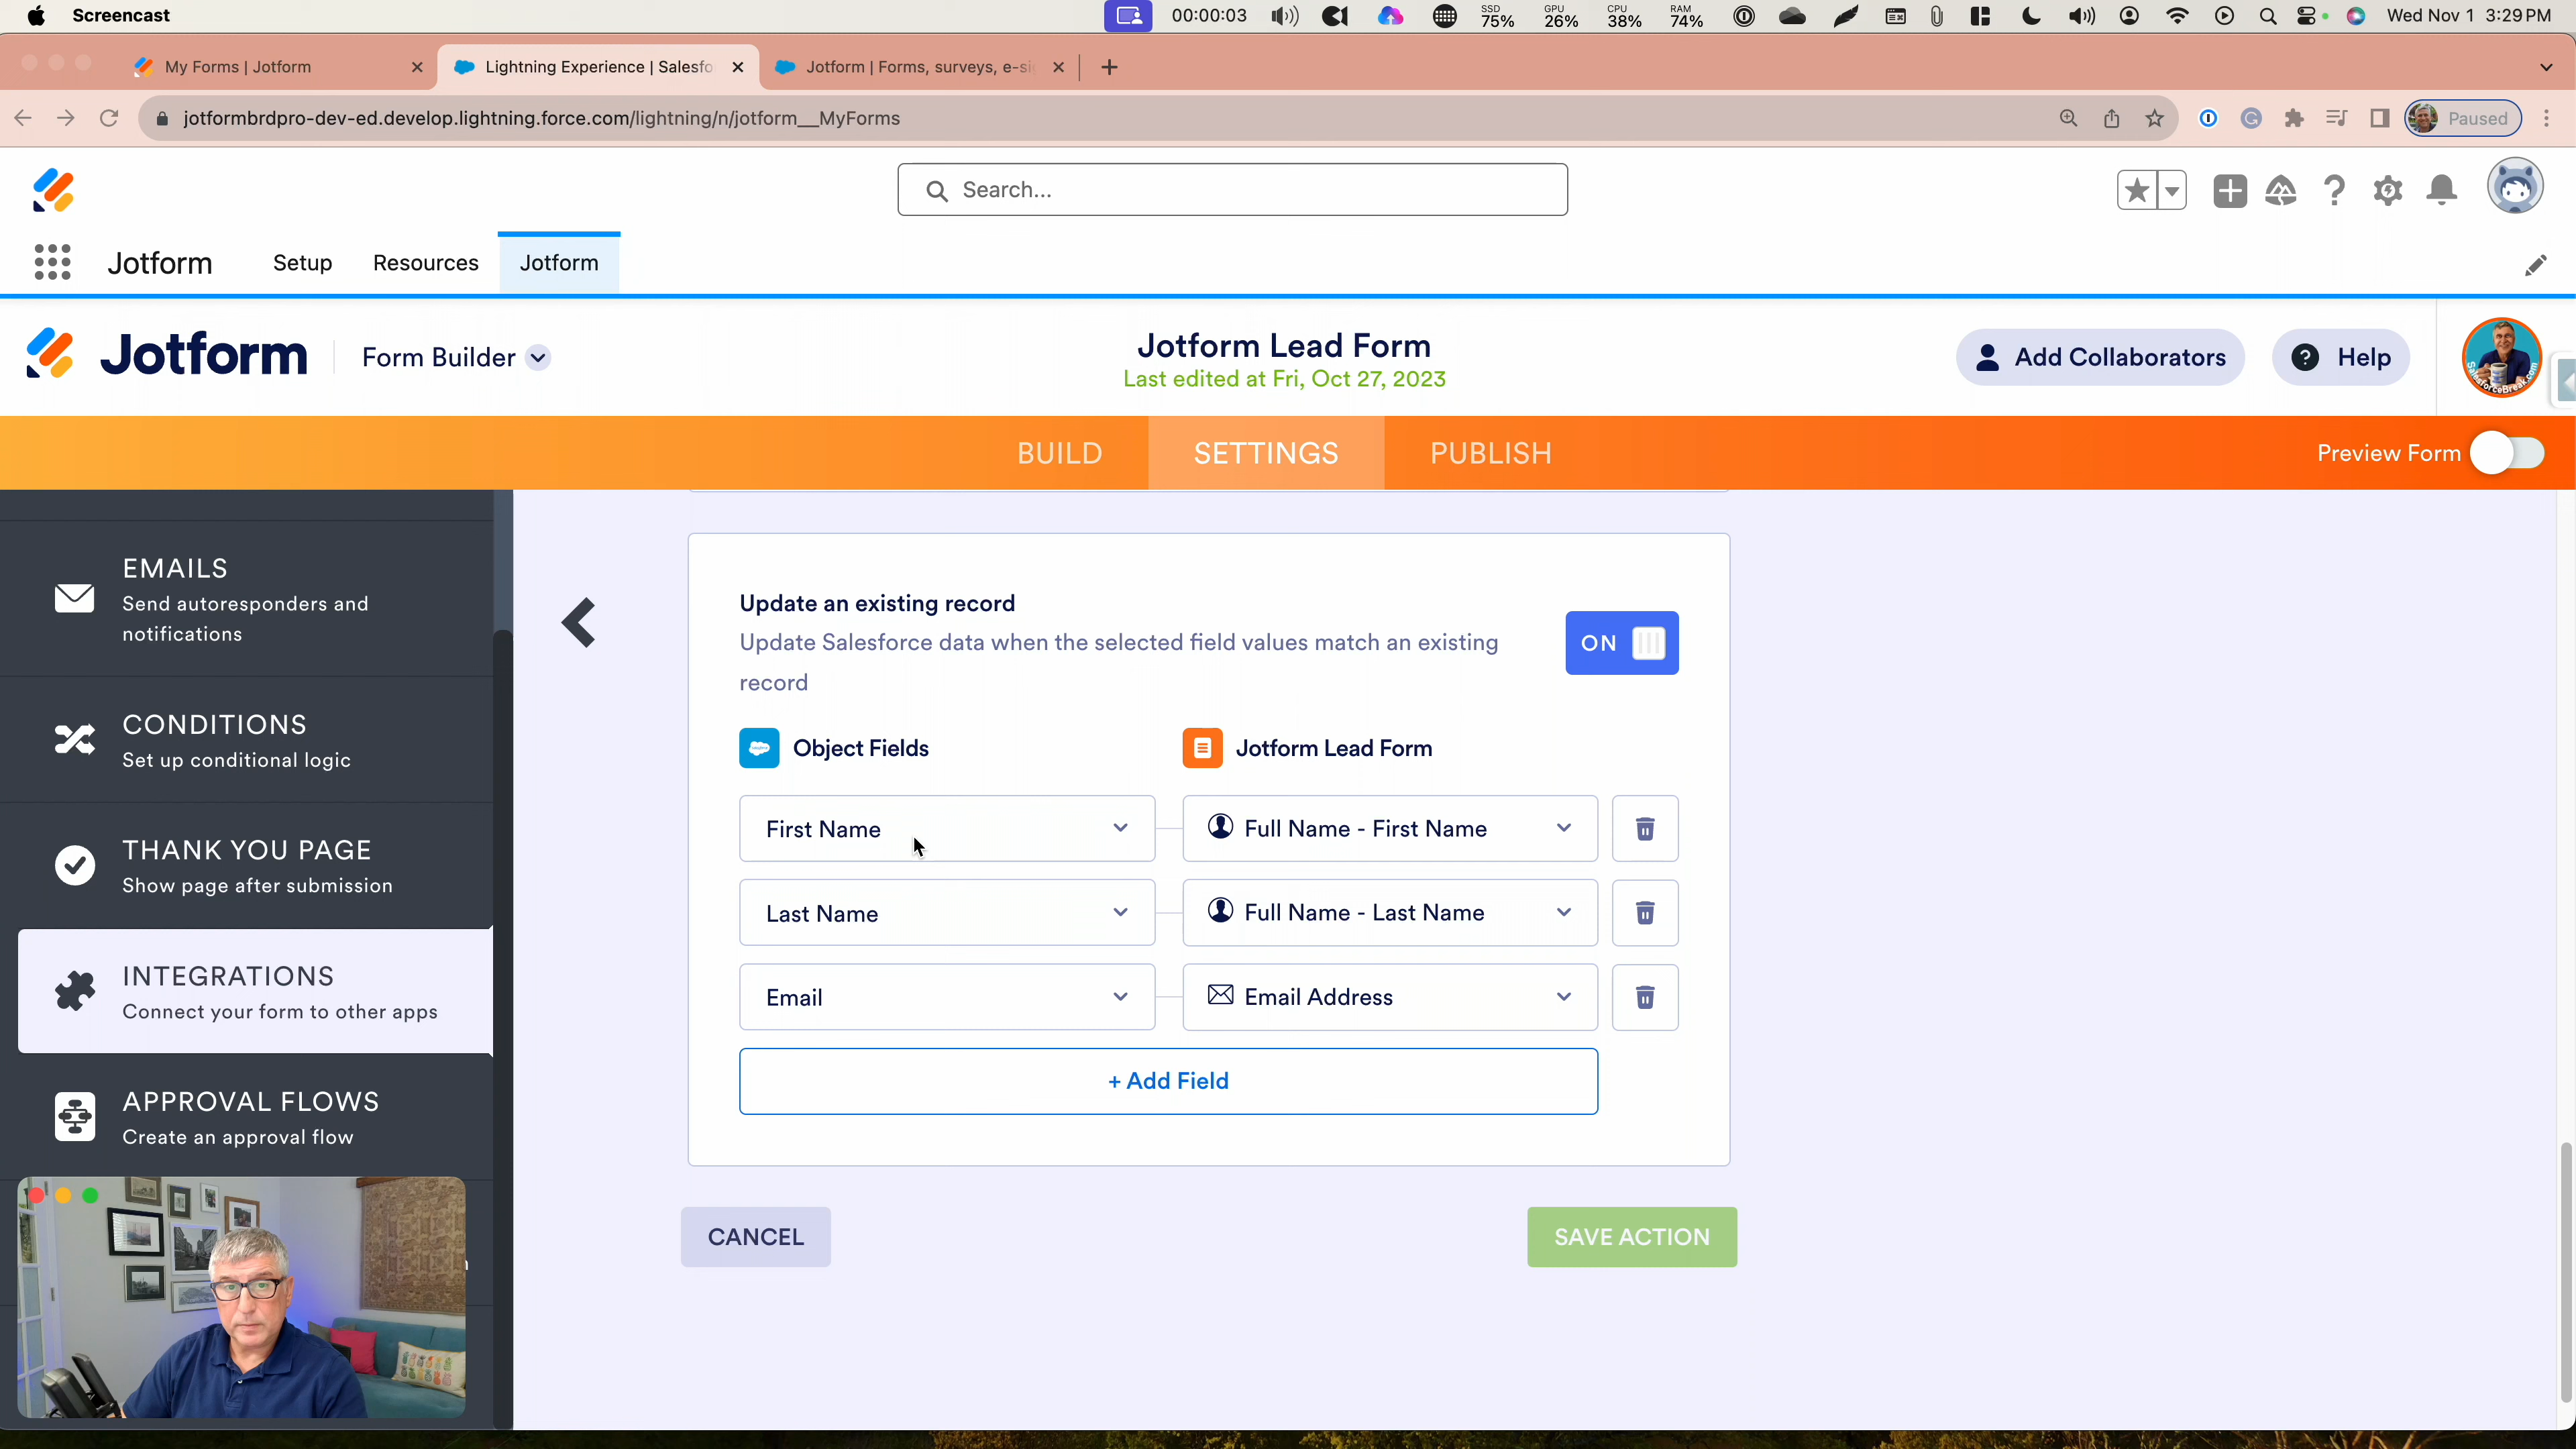 Screencast
00:00:03
SSD
75%
GPU
26%
CPU
38%
RAM
74%
Wed Nov 1 3:29 PM
My Forms | Jotform
Lightning Experience | Salesfo
Jotform | Forms, surveys, e-si
jotformbrdpro-dev-ed.develop.lightning.force.com/lightning/n/jotform__MyForms
Paused
Search...
Jotform
Setup
Resources
Jotform
Jotform
Form Builder
Jotform Lead Form
Last edited at Fri, Oct 27, 2023
Add Collaborators
Help
SalesforceBreak.com
BUILD
SETTINGS
PUBLISH
Preview Form
EMAILS
Send autoresponders and
notifications
CONDITIONS
Set up conditional logic
THANK YOU PAGE
Show page after submission
INTEGRATIONS
Connect your form to other apps
APPROVAL FLOWS
Create an approval flow
Update an existing record
Update Salesforce data when the selected field values match an existing
record
ON
Object Fields
Jotform Lead Form
First Name
Full Name - First Name
Last Name
Full Name - Last Name
Email
Email Address
+ Add Field
CANCEL
SAVE ACTION